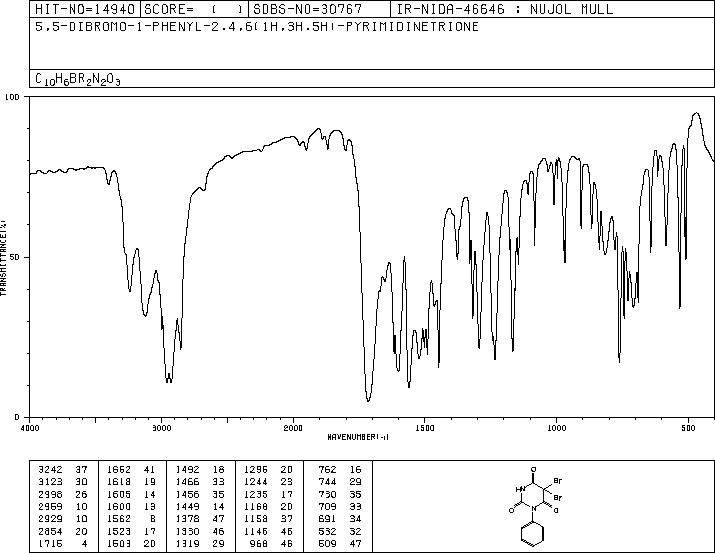 HIT-NO=14940 SCORE= ( ) SDBS-NO=30767 IR-NIDA-46646 : NUJOL MULL
5,5-DIBROMO-1-PHENYL-2,4,6(1H,3H,5H)-PYRIMIDINETRIONE
C10H6BR2N2O3
100
50
0
TRANSMITTANCE(%)
4000 3000 2000 1500 1000 500
WAVENUMBER(-1)
3242 37 1652 41 1492 18 1296 20 762 16
3123 30 1618 19 1466 33 1244 23 744 29
2998 26 1605 14 1456 35 1235 17 730 35
2959 10 1600 13 1449 14 1168 20 709 33
2929 10 1562 8 1378 47 1158 37 691 34
2854 20 1523 17 1330 46 1146 46 532 32
1715 4 1503 20 1319 29 968 46 509 47
O
HN
Br
Br
O
N
O